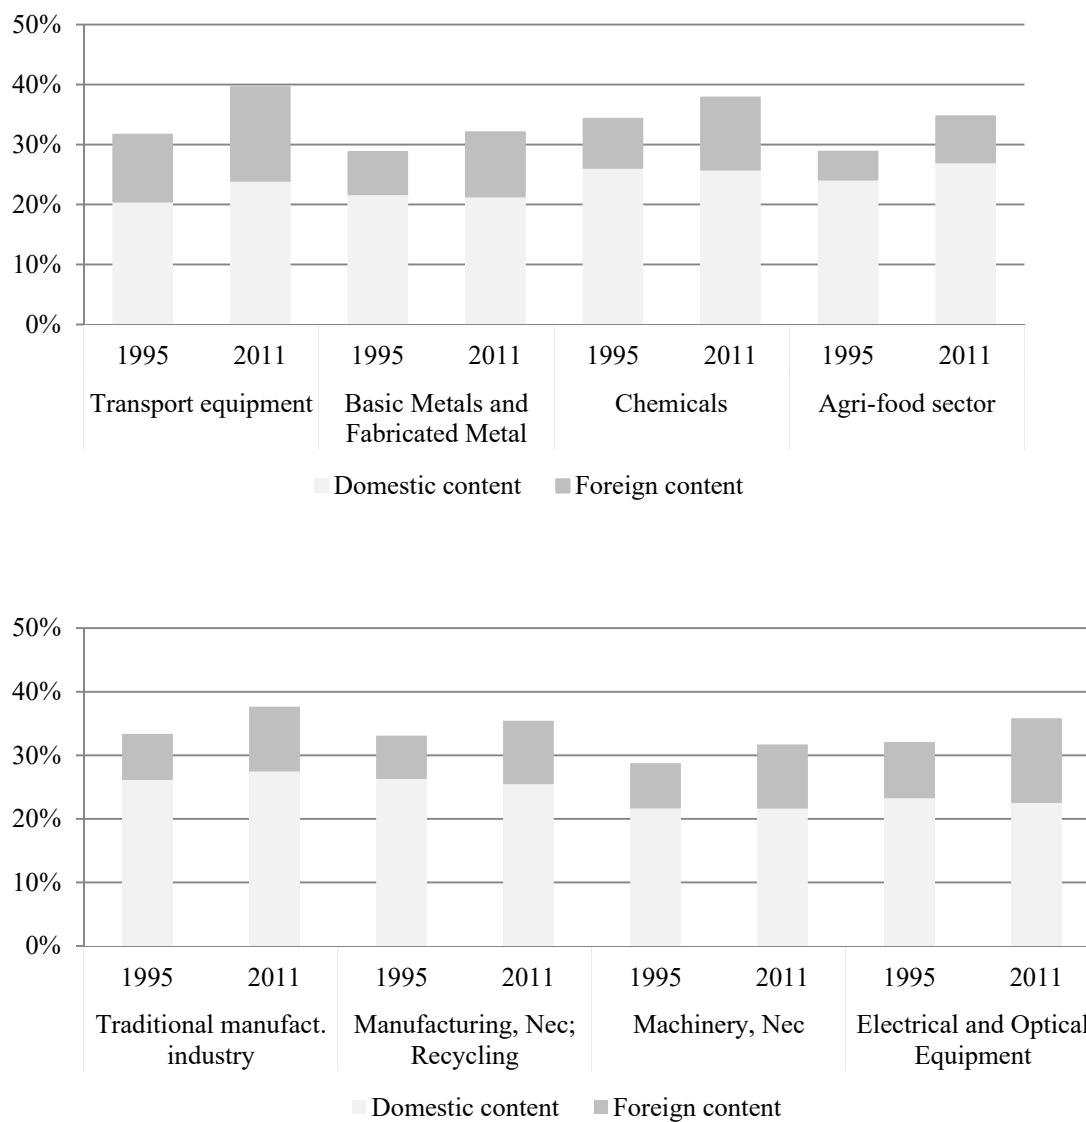 50%
40%
30%
20%
10%
0%
1995 2011 1995 2011 1995 2011 1995 2011
Transport equipment Basic Metals and Chemicals Agri-food sector
Fabricated Metal
Domestic content Foreign content
50%
40%
30%
20%
10%
0%
1995 2011 1995 2011 1995 2011 1995 2011
Traditional manufact. Manufacturing, Nec; Machinery, Nec Electrical and Optical
industry Recycling Equipment
Domestic content Foreign content